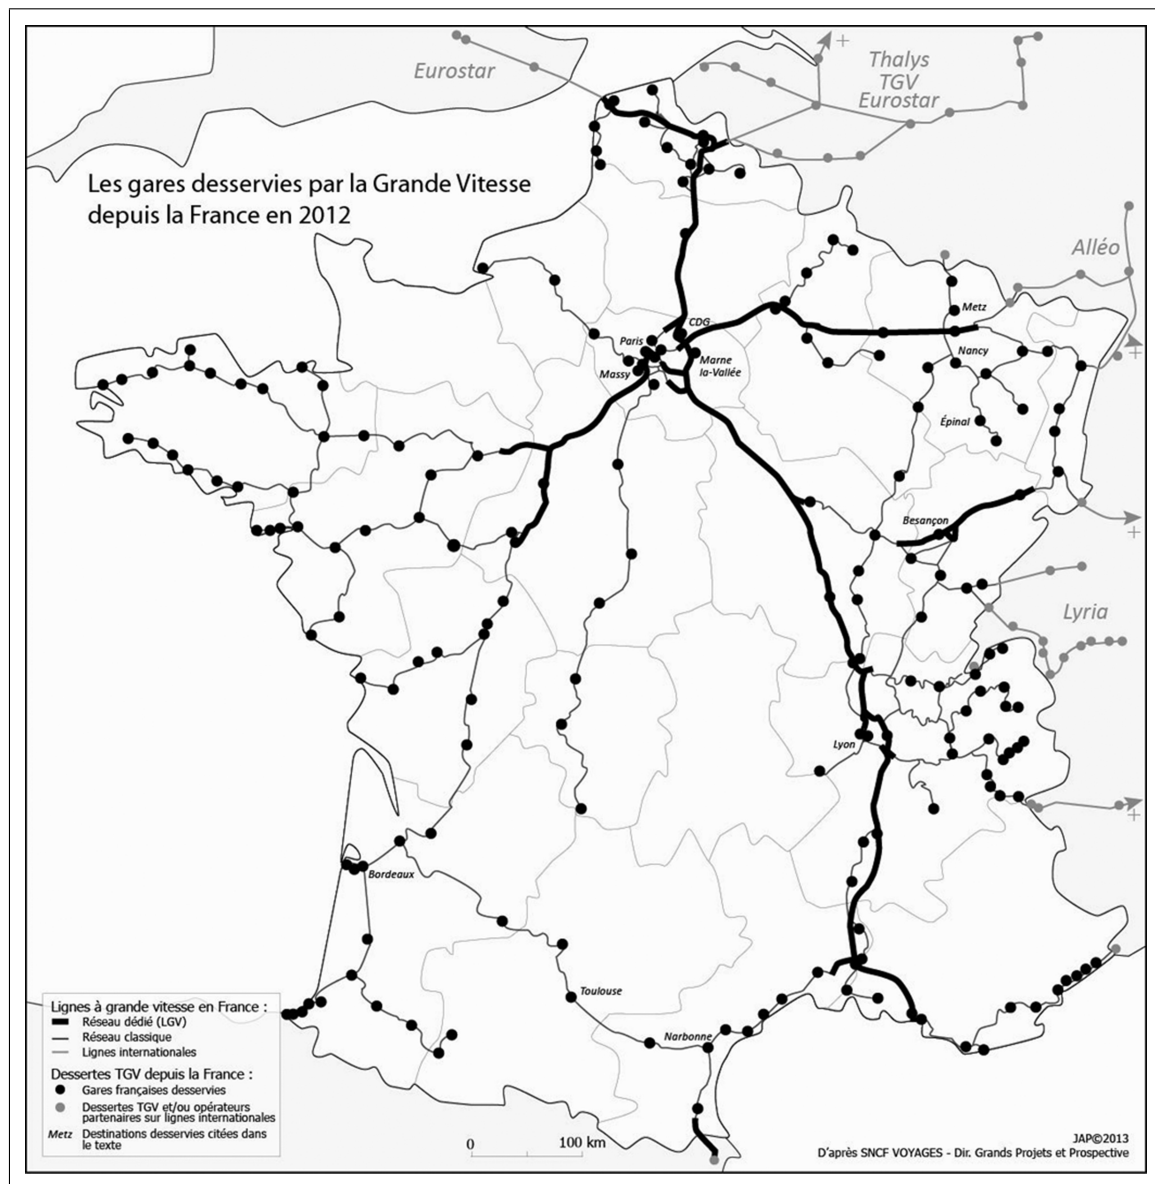 Eurostar
Thalys
TGV
Eurostar
+
Les gares desservies par la Grande Vitesse
depuis la France en 2012
Alléo
Metz
CDG
Paris
Nancy
+
Marne
la-Vallée
Massy
Épinal
Besançon
+
Lyria
Lyon
+
Bordeaux
Toulouse
Narbonne
Lignes à grande vitesse en France :
Réseau dédié (LGV)
Réseau classique
Lignes internationales
Dessertes TGV depuis la France :
Gares françaises desservies
Dessertes TGV et/ou opérateurs
partenaires sur lignes internationales
Metz Destinations desservies citées dans
le texte
0 100 km
JAP©2013
D'après SNCF VOYAGES - Dir. Grands Projets et Prospective